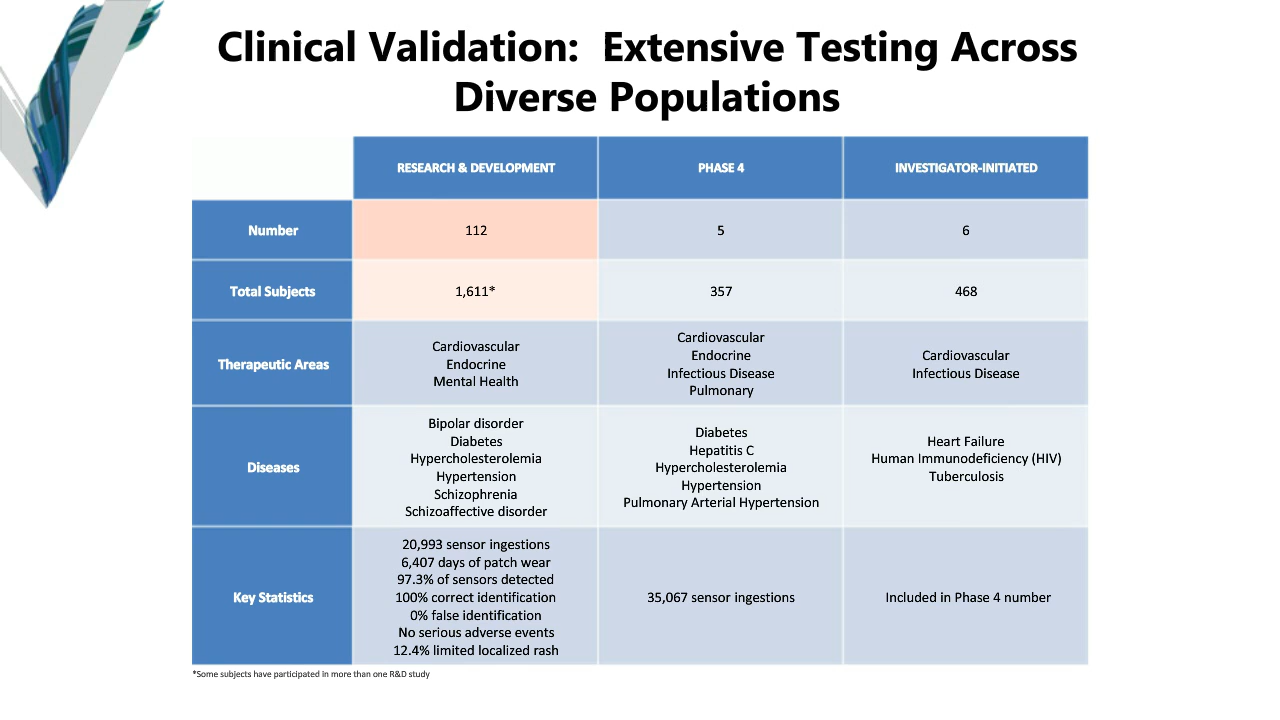 Clinical Validation:  Extensive Testing Across
Diverse Populations
RESEARCH & DEVELOPMENT
PHASE 4
INVESTIGATOR-INITIATED
Number
112
5
6
Total Subjects
1,611*
357
468
Therapeutic Areas
Cardiovascular
Endocrine
Mental Health
Cardiovascular
Endocrine
Infectious Disease
Pulmonary
Cardiovascular
Infectious Disease
Diseases
Bipolar disorder
Diabetes
Hypercholesterolemia
Hypertension
Schizophrenia
Schizoaffective disorder
Diabetes
Hepatitis C
Hypercholesterolemia
Hypertension
Pulmonary Arterial Hypertension
Heart Failure
Human Immunodeficiency (HIV)
Tuberculosis
Key Statistics
20,993 sensor ingestions
6,407 days of patch wear
97.3% of sensors detected
100% correct identification
0% false identification
No serious adverse events
12.4% limited localized rash
35,067 sensor ingestions
Included in Phase 4 number
*Some subjects have participated in more than one R&D study